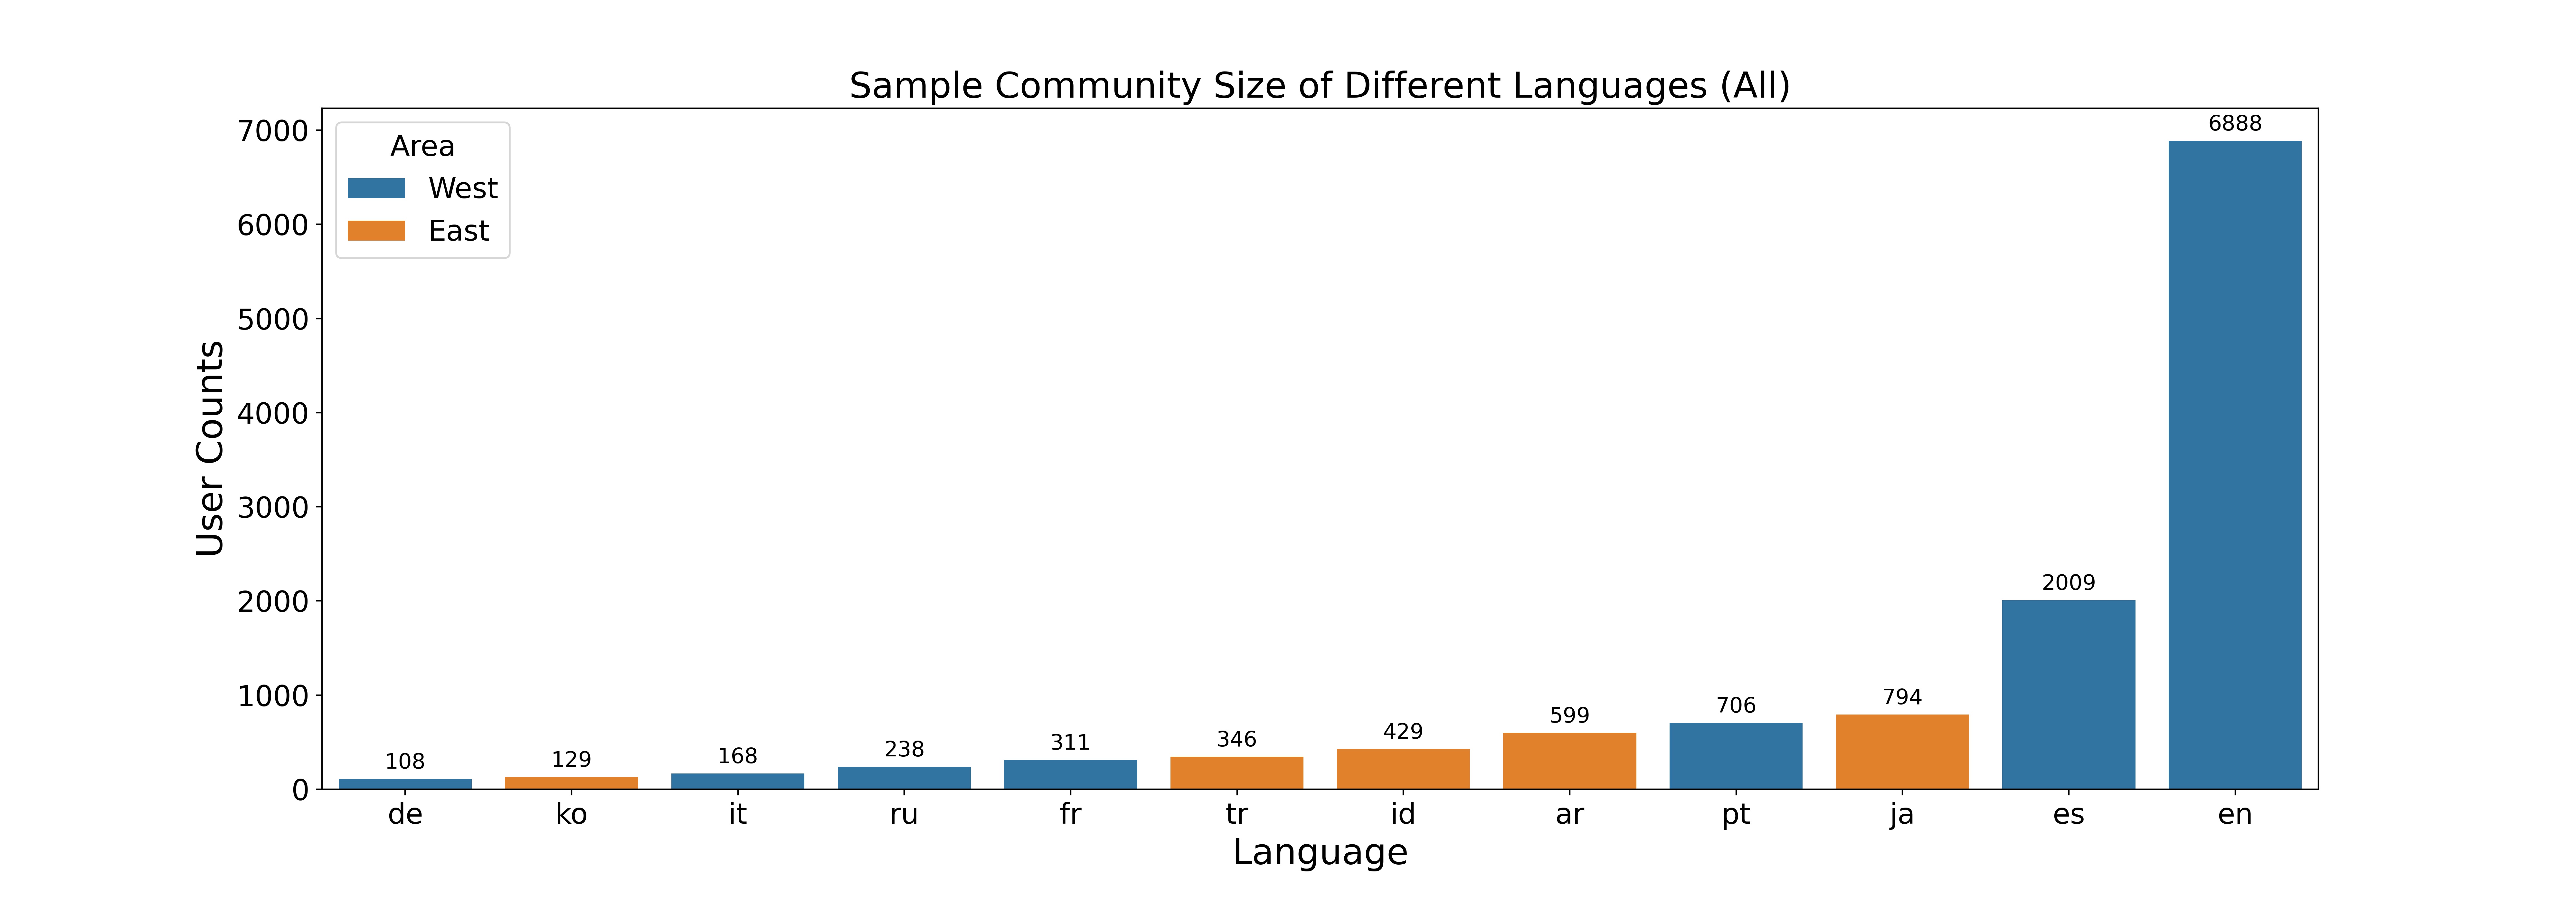 Sample Community Size of Different Languages (All)
Area
West
East
User Counts
7000
6000
5000
4000
3000
2000
1000
0
108
129
168
238
311
346
429
599
706
794
2009
6888
de
ko
it
ru
fr
tr
id
ar
pt
ja
es
en
Language